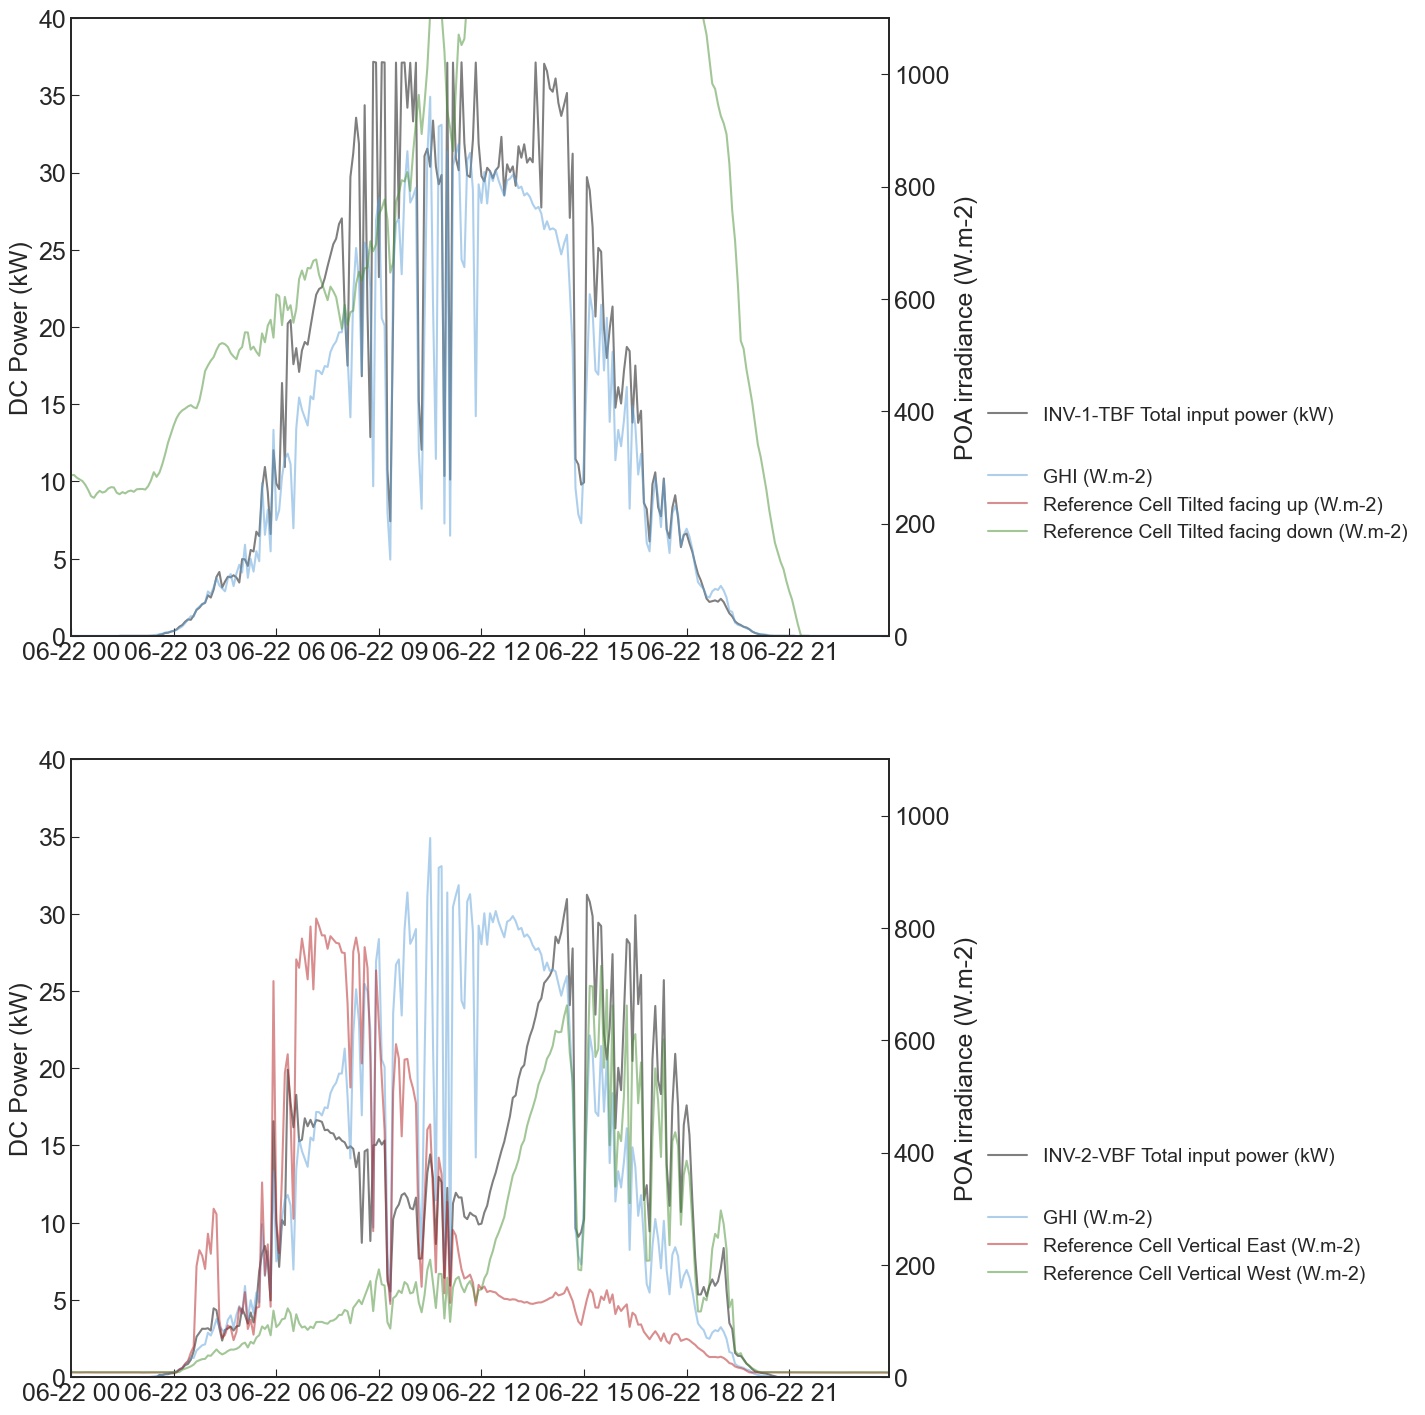 40
35
30
25
20
15
10
5
0
DC Power (kW)
1000
800
600
400
200
0
POA irradiance (W.m-2)
06-22 00 06-22 03 06-22 06 06-22 09 06-22 12 06-22 15 06-22 18 06-22 21
INV-1-TBF Total input power (kW)
GHI (W.m-2)
Reference Cell Tilted facing up (W.m-2)
Reference Cell Tilted facing down (W.m-2)
40
35
30
25
20
15
10
5
0
DC Power (kW)
1000
800
600
400
200
0
POA irradiance (W.m-2)
06-22 00 06-22 03 06-22 06 06-22 09 06-22 12 06-22 15 06-22 18 06-22 21
INV-2-VBF Total input power (kW)
GHI (W.m-2)
Reference Cell Vertical East (W.m-2)
Reference Cell Vertical West (W.m-2)